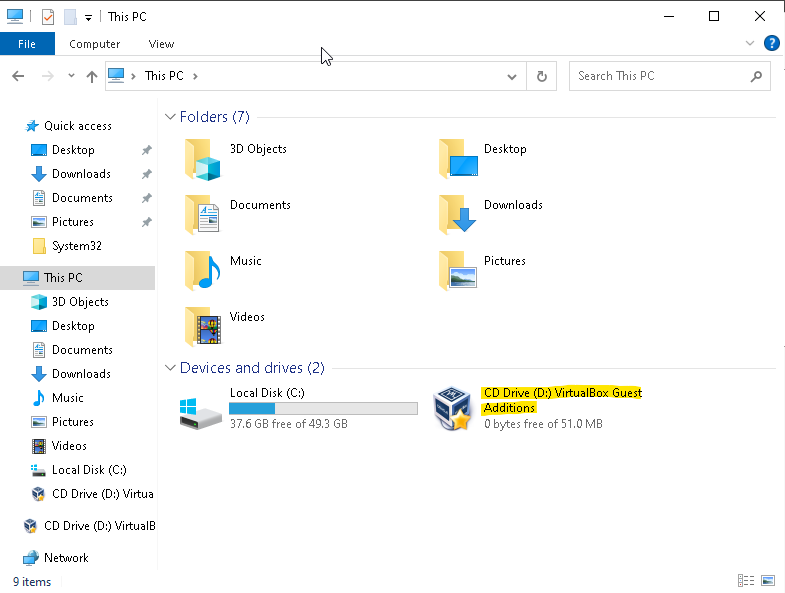 This PC
File
Computer
View
This PC
Search This PC
Quick access
Desktop
Downloads
Documents
Pictures
System32
This PC
3D Objects
Desktop
Documents
Downloads
Music
Pictures
Videos
Local Disk (C:)
CD Drive (D:) Virtua
CD Drive (D:) VirtualB
Network
Folders (7)
3D Objects
Desktop
Documents
Downloads
Music
Pictures
Videos
Devices and drives (2)
Local Disk (C:)
37.6 GB free of 49.3 GB
CD Drive (D:) VirtualBox Guest
Additions
0 bytes free of 51.0 MB
9 items